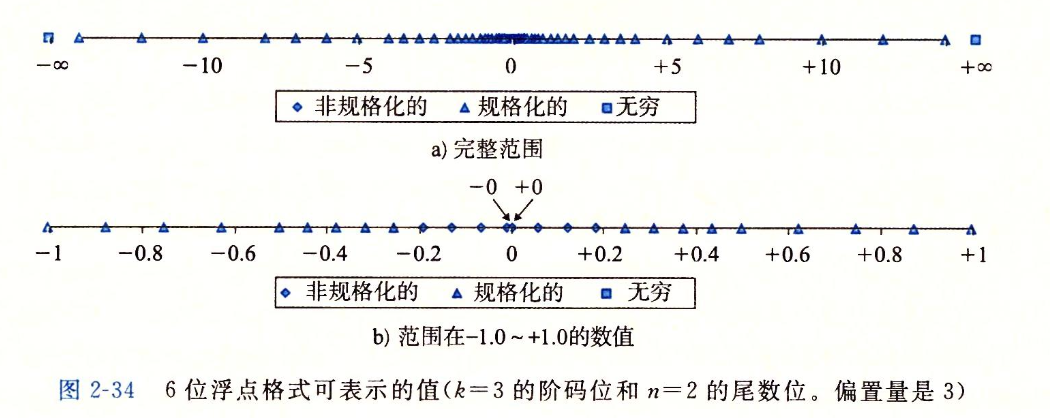 −∞ −10 −5 0 +5 +10 +∞
非规格化的 规格化的 无穷
a) 完整范围
−0 +0
−1 −0.8 −0.6 −0.4 −0.2 0 +0.2 +0.4 +0.6 +0.8 +1
非规格化的 规格化的 无穷
b) 范围在−1.0～+1.0的数值
图 2-34 6 位浮点格式可表示的值(k=3 的阶码位和 n=2 的尾数位。偏置量是 3)